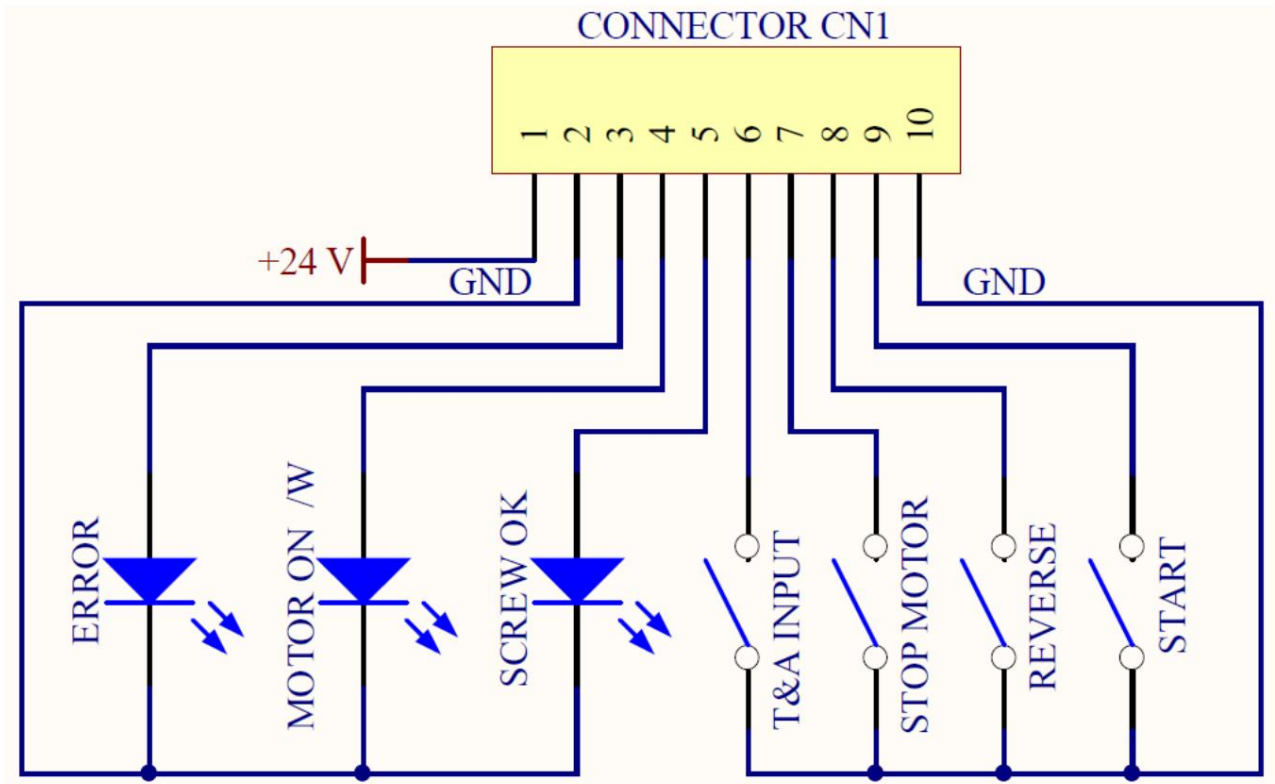 CONNECTOR CN1
1 2 3 4 5 6 7 8 9 10
+24 V
GND
GND
ERROR
MOTOR ON /W
SCREW OK
T&A INPUT
STOP MOTOR
REVERSE
START